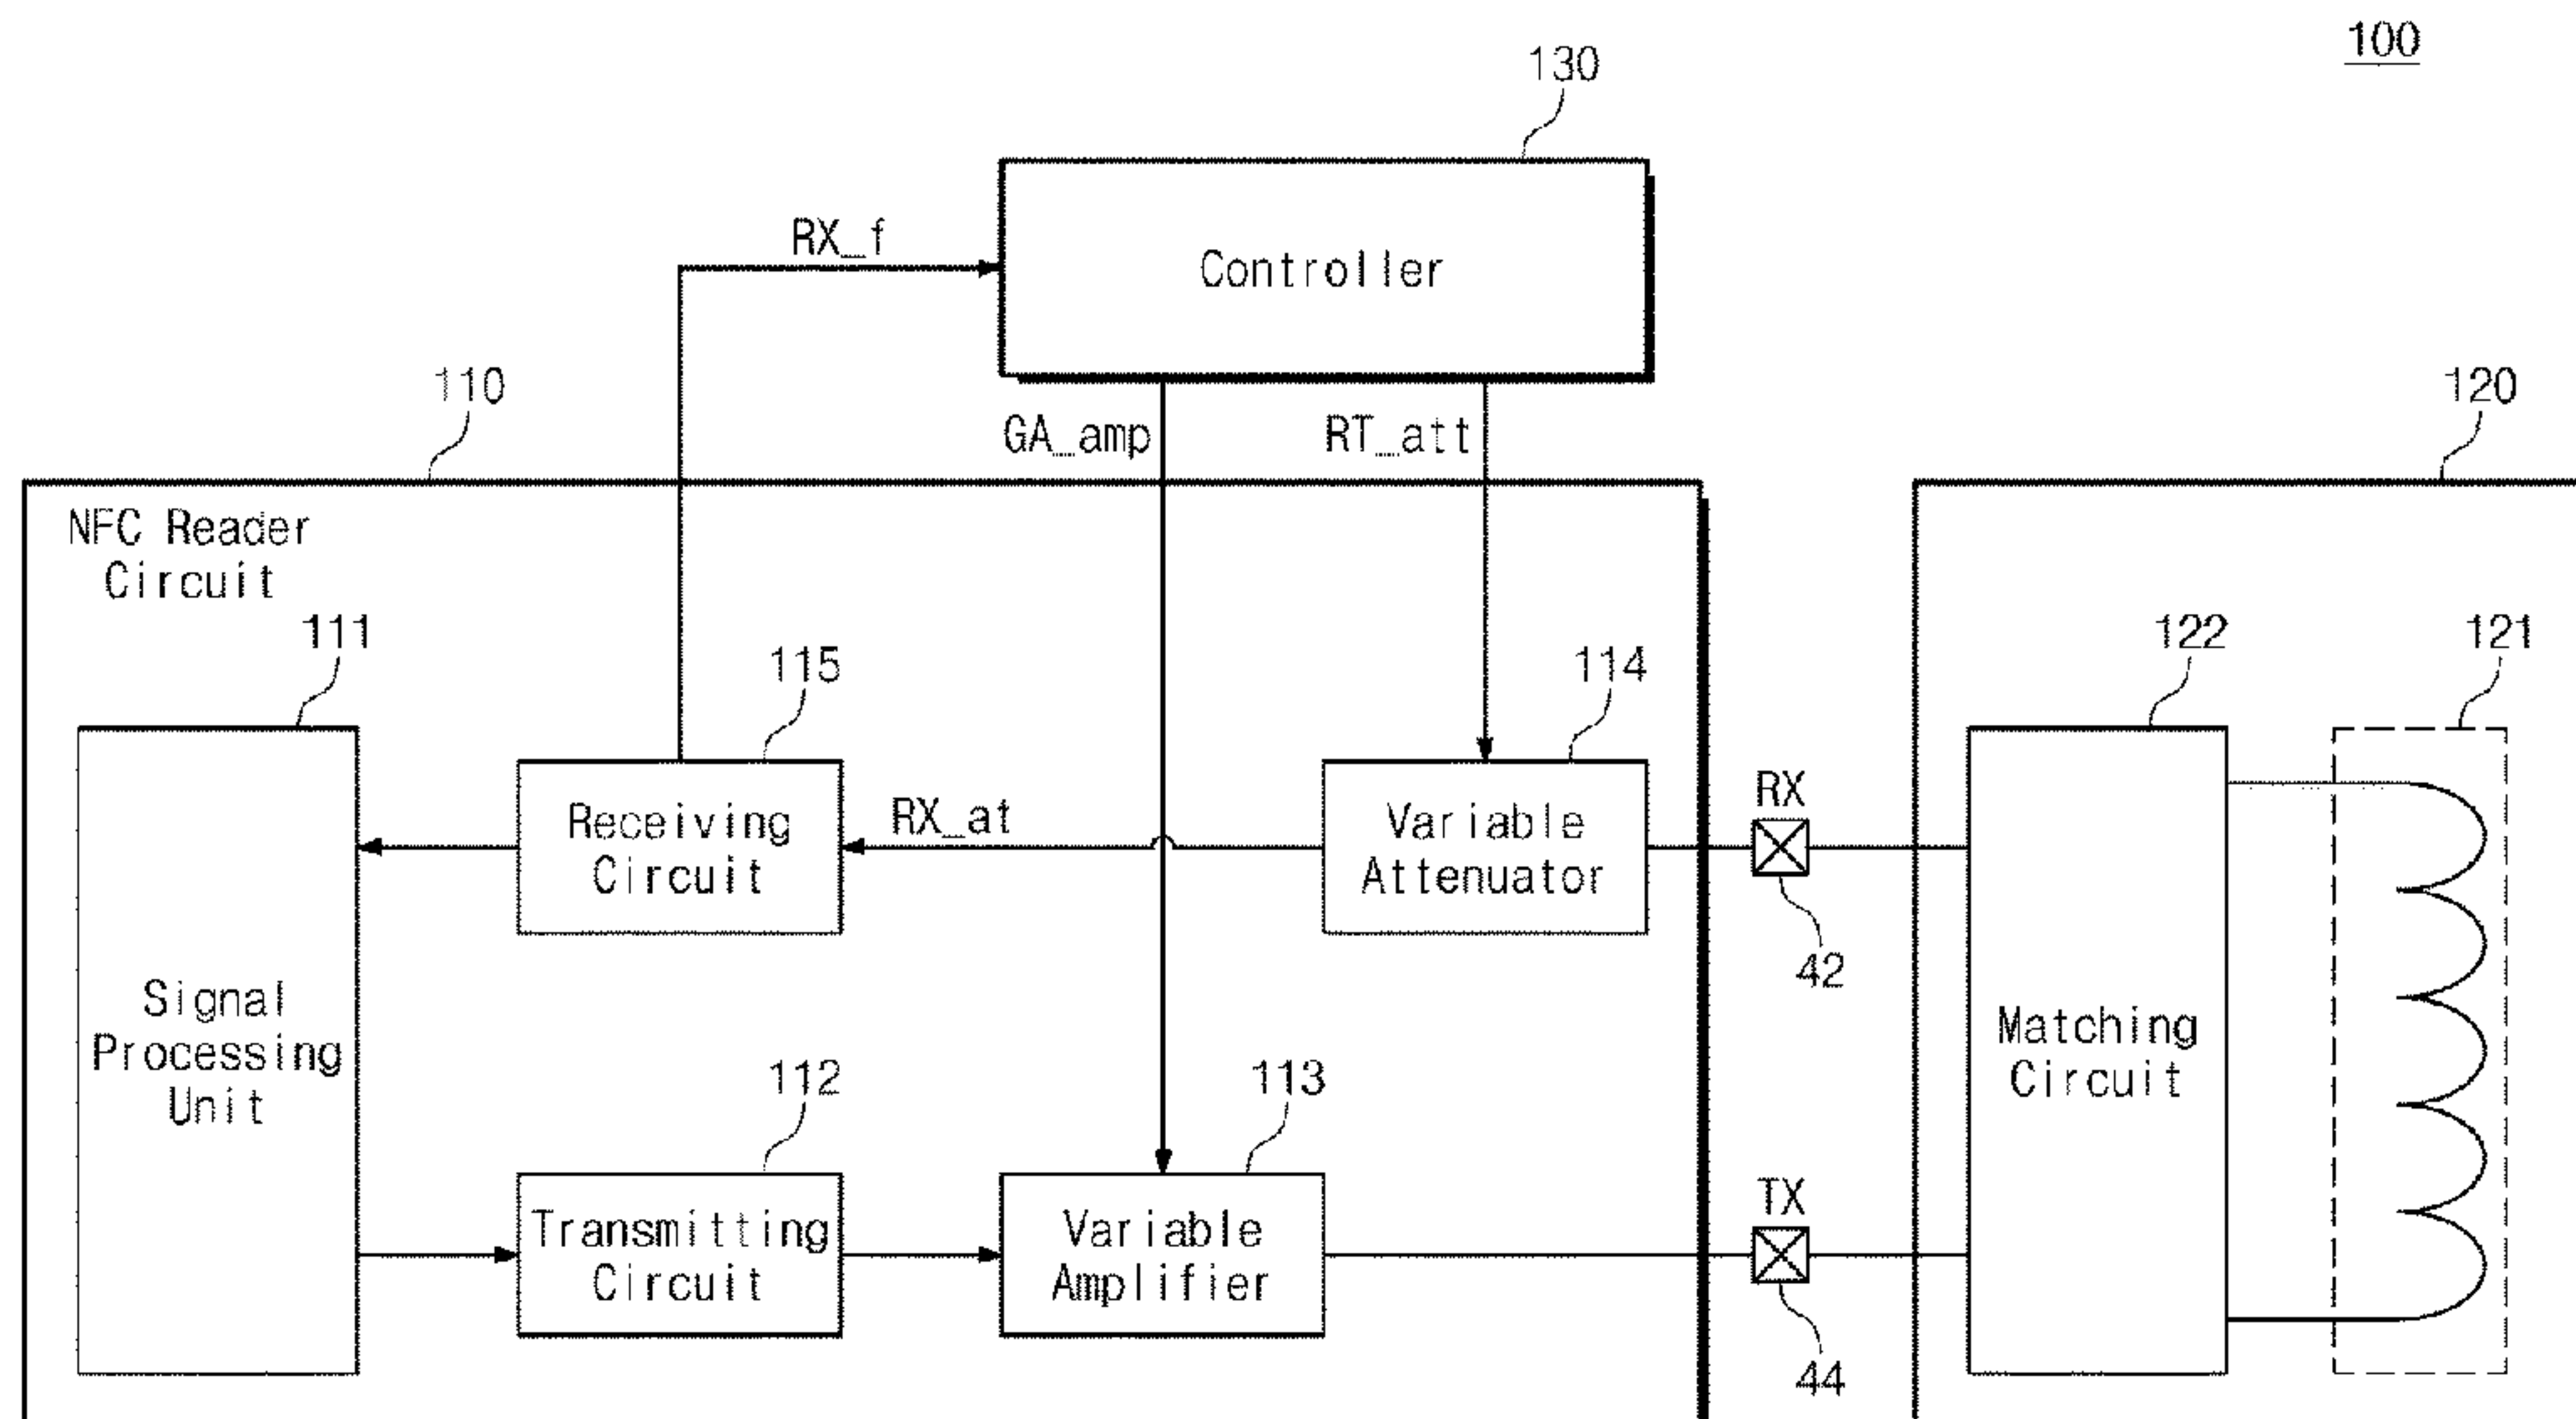 100
130
RX_f
Controller
110
GA_amp
RT_att
120
NFC Reader
Circuit
111
115
114
122
121
Receiving
Circuit
RX_at
Variable
Attenuator
RX
42
Signal
Processing
Unit
Matching
Circuit
112
113
Transmitting
Circuit
Variable
Amplifier
TX
44